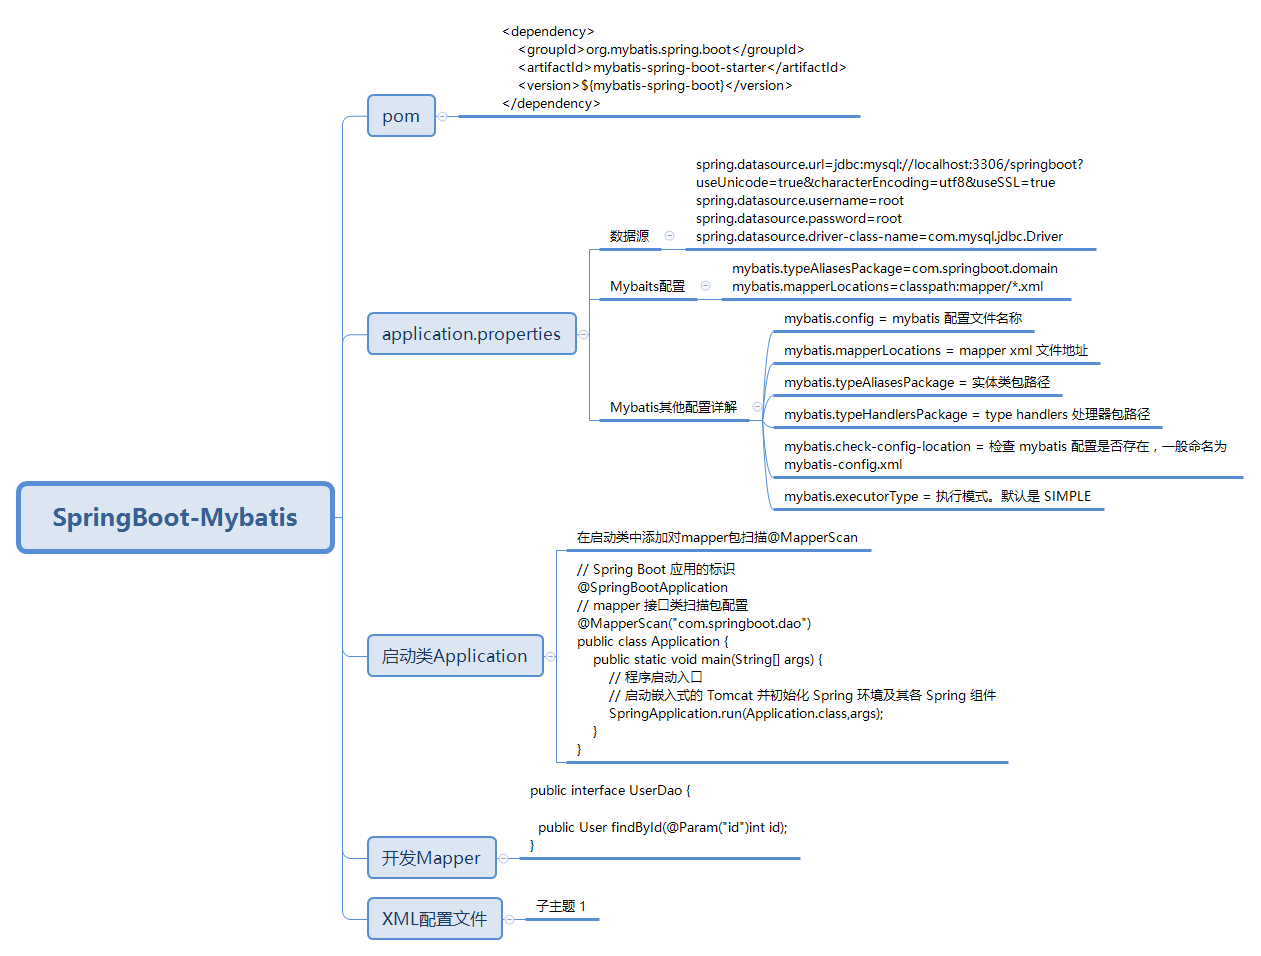 SpringBoot-Mybatis
pom
<dependency>
<groupId>org.mybatis.spring.boot</groupId>
<artifactId>mybatis-spring-boot-starter</artifactId>
<version>${mybatis-spring-boot}</version>
</dependency>
application.properties
数据源
spring.datasource.url=jdbc:mysql://localhost:3306/springboot?
useUnicode=true&characterEncoding=utf8&useSSL=true
spring.datasource.username=root
spring.datasource.password=root
spring.datasource.driver-class-name=com.mysql.jdbc.Driver
Mybaits配置
mybatis.typeAliasesPackage=com.springboot.domain
mybatis.mapperLocations=classpath:mapper/*.xml
Mybatis其他配置详解
mybatis.config = mybatis 配置文件名称
mybatis.mapperLocations = mapper xml 文件地址
mybatis.typeAliasesPackage = 实体类包路径
mybatis.typeHandlersPackage = type handlers 处理器包路径
mybatis.check-config-location = 检查 mybatis 配置是否存在，一般命名为
mybatis-config.xml
mybatis.executorType = 执行模式。默认是 SIMPLE
启动类Application
在启动类中添加对mapper包扫描@MapperScan
// Spring Boot 应用的标识
@SpringBootApplication
// mapper 接口类扫描包配置
@MapperScan("com.springboot.dao")
public class Application {
public static void main(String[] args) {
// 程序启动入口
// 启动嵌入式的 Tomcat 并初始化 Spring 环境及其各 Spring 组件
SpringApplication.run(Application.class,args);
}
}
开发Mapper
public interface UserDao {
public User findById(@Param("id")int id);
}
XML配置文件
子主题 1